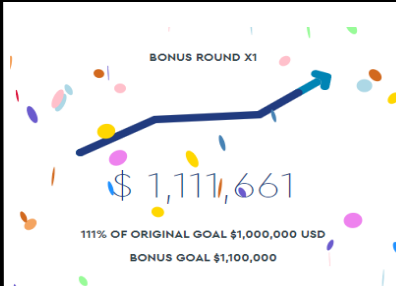 BONUS ROUND X1
$ 1,111,661
111% OF ORIGINAL GOAL $1,000,000 USD
BONUS GOAL $1,100,000